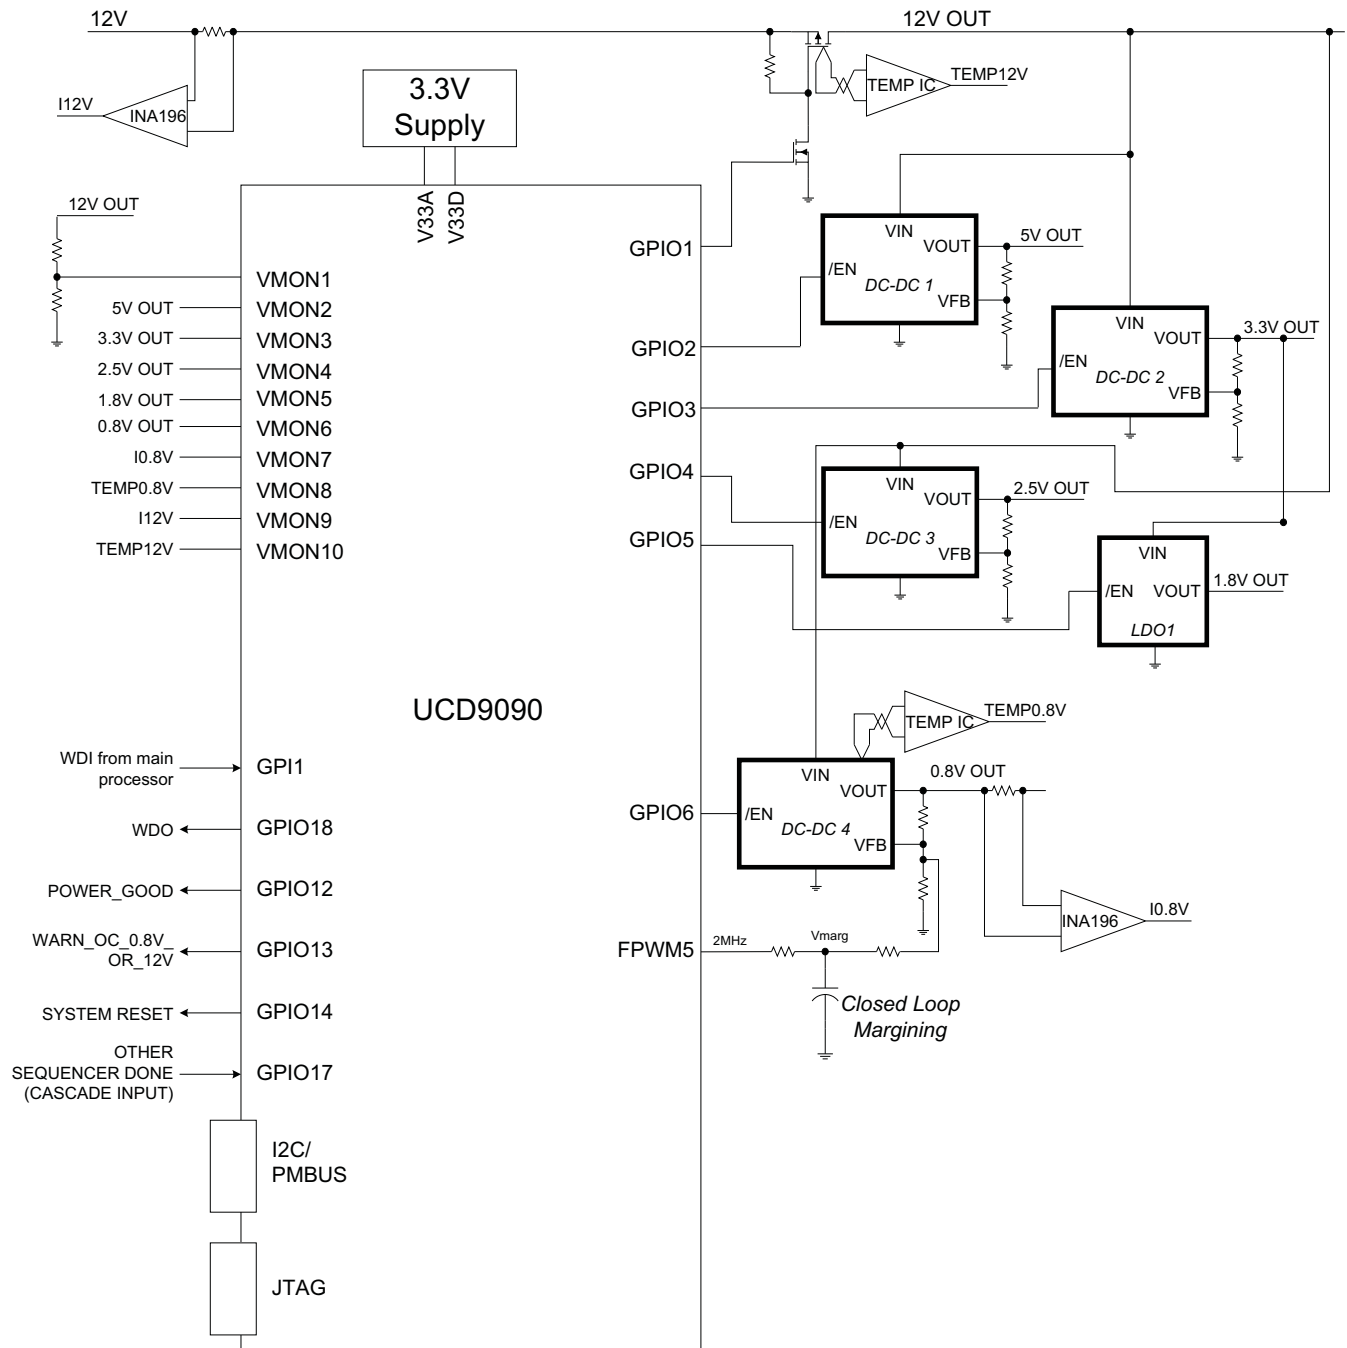 12V
12V OUT
TEMP IC
TEMP12V
I12V
INA196
3.3V
Supply
V33A
V33D
12V OUT
VMON1
5V OUT
VMON2
3.3V OUT
VMON3
2.5V OUT
VMON4
1.8V OUT
VMON5
0.8V OUT
VMON6
I0.8V
VMON7
TEMP0.8V
VMON8
I12V
VMON9
TEMP12V
VMON10
GPIO1
GPIO2
GPIO3
GPIO4
GPIO5
VIN
VOUT
5V OUT
/EN
DC-DC 1
VFB
VIN
VOUT
3.3V OUT
/EN
DC-DC 2
VFB
VIN
VOUT
2.5V OUT
/EN
DC-DC 3
VFB
VIN
/EN
VOUT
1.8V OUT
LDO1
UCD9090
WDI from main
processor
GPI1
WDO
GPIO18
POWER_GOOD
GPIO12
WARN_OC_0.8V_
OR_12V
GPIO13
SYSTEM RESET
GPIO14
OTHER
SEQUENCER DONE
(CASCADE INPUT)
GPIO17
I2C/
PMBUS
JTAG
TEMP IC
TEMP0.8V
GPIO6
VIN
VOUT
0.8V OUT
/EN
DC-DC 4
VFB
INA196
I0.8V
FPWM5
2MHz
Vmarg
Closed Loop
Margining